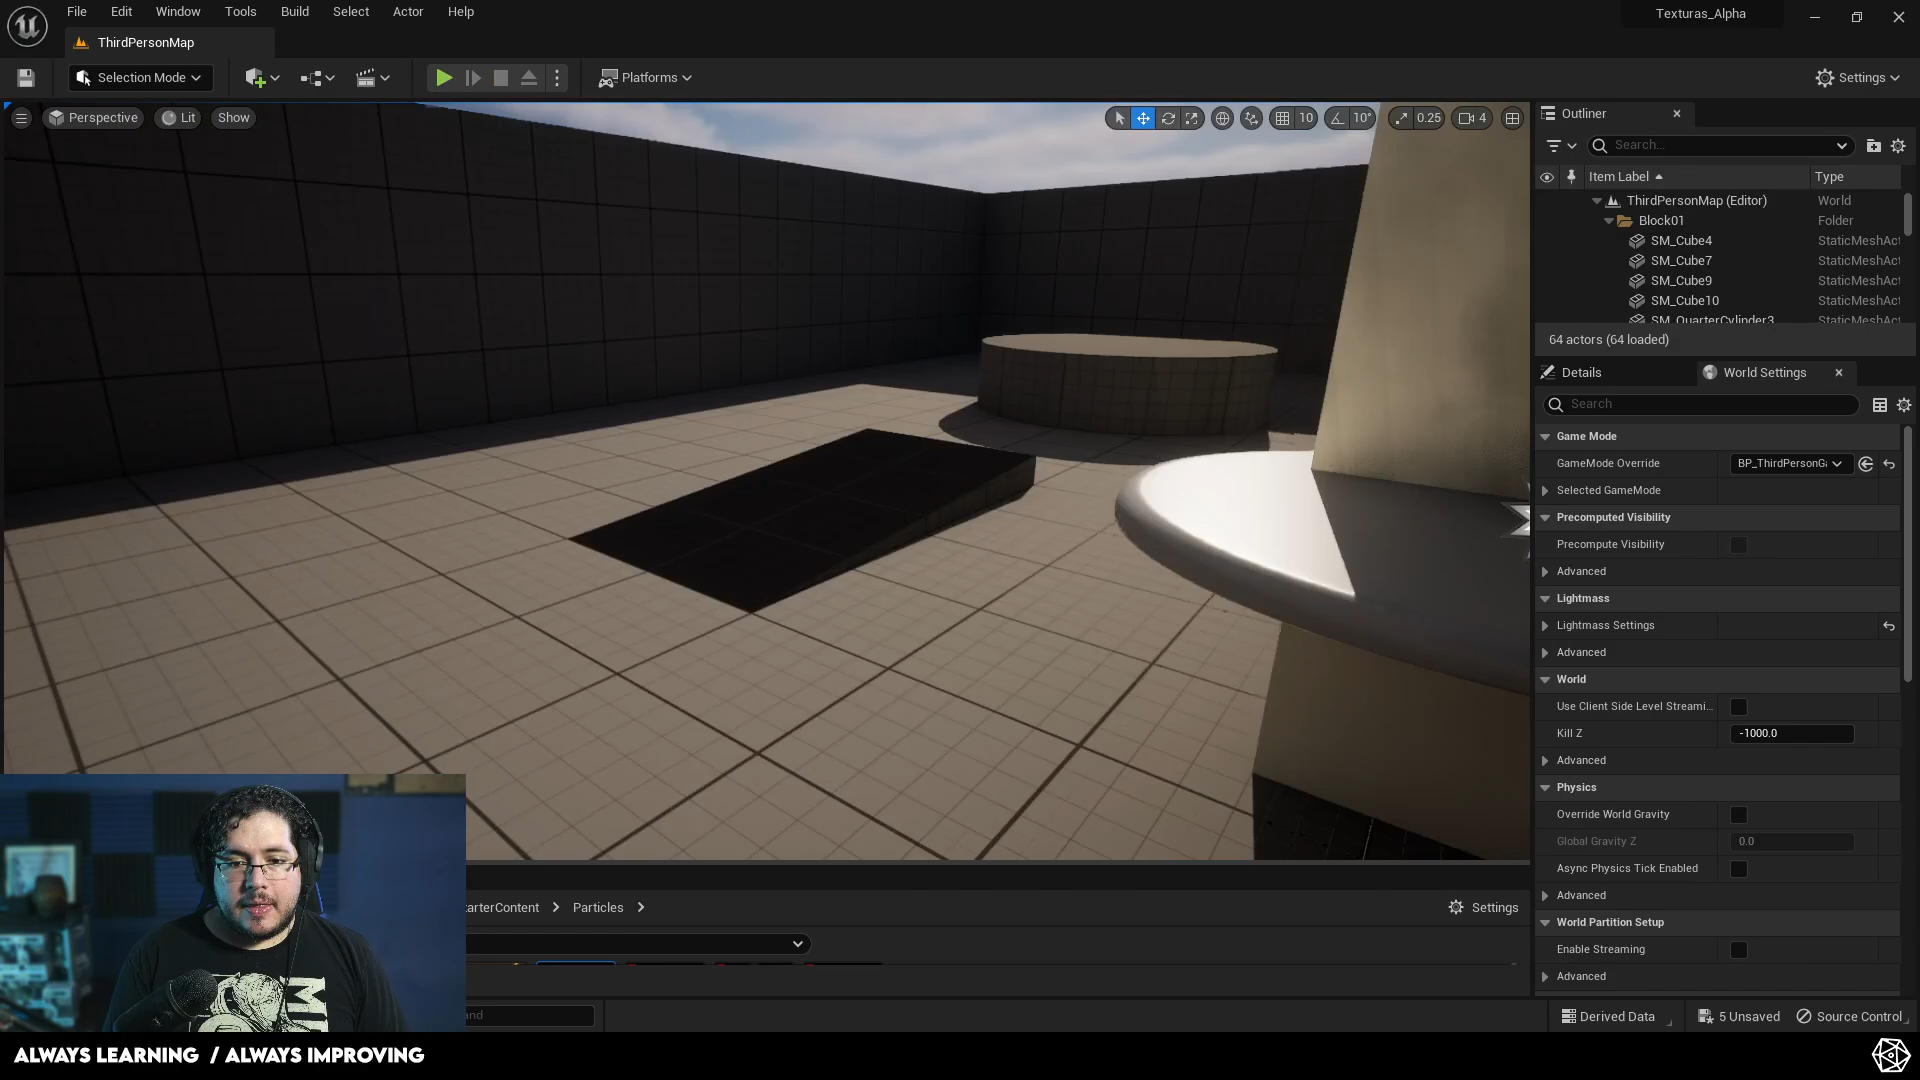 File Edit Window Tools Build Select Actor Help
Texturas_Alpha
ThirdPersonMap
Selection Mode
Platforms
Settings
Perspective Lit Show
10 10° 0.25 4
Outliner
Search...
Item Label Type
ThirdPersonMap (Editor) World
Block01 Folder
SM_Cube4 StaticMeshAct
SM_Cube7 StaticMeshAct
SM_Cube9 StaticMeshAct
SM_Cube10 StaticMeshAct
SM_QuarterCylinder3 StaticMeshAct
64 actors (64 loaded)
Details World Settings
Search
Game Mode
GameMode Override BP_ThirdPersonGa
Selected GameMode
Precomputed Visibility
Precompute Visibility
Advanced
Lightmass
Lightmass Settings
Advanced
World
Use Client Side Level Streami...
Kill Z -1000.0
Advanced
Physics
Override World Gravity
Global Gravity Z 0.0
Async Physics Tick Enabled
Advanced
World Partition Setup
Enable Streaming
Advanced
tarterContent > Particles >
Settings
and
Derived Data 5 Unsaved Source Control
ALWAYS LEARNING / ALWAYS IMPROVING